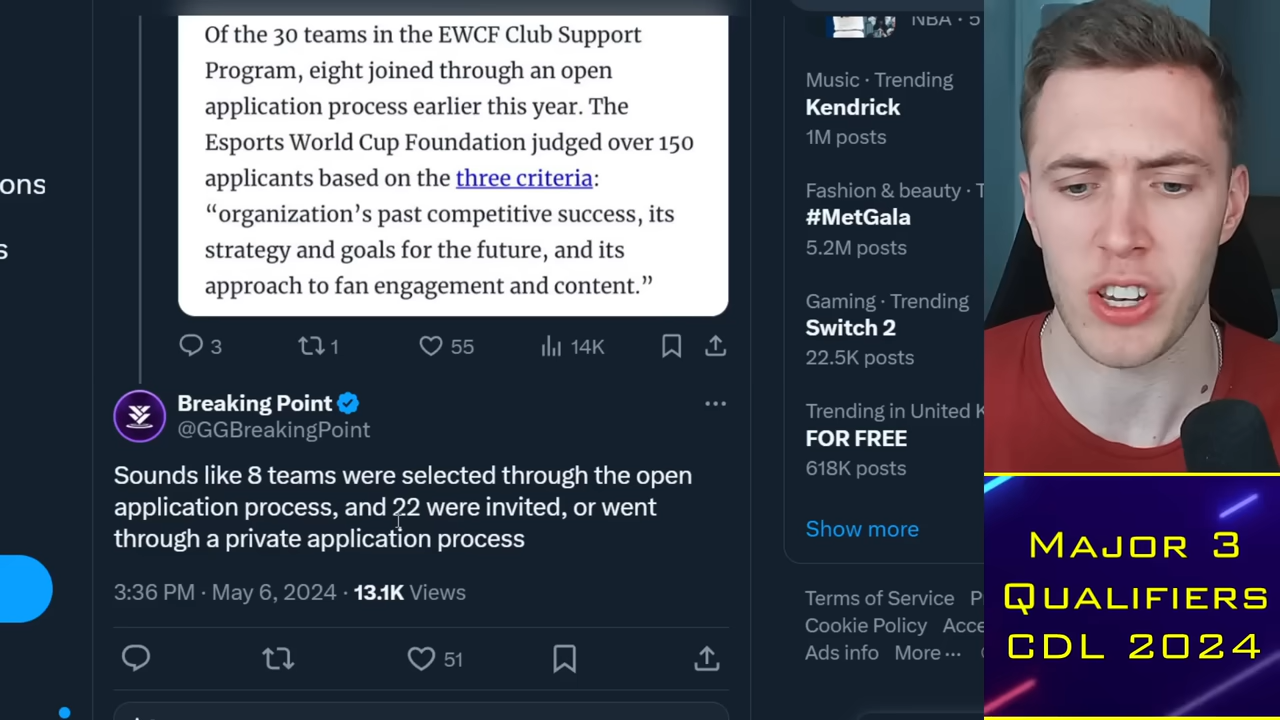 ons
s
Of the 30 teams in the EWCF Club Support
Program, eight joined through an open
application process earlier this year. The
Esports World Cup Foundation judged over 150
applicants based on the three criteria:
“organization’s past competitive success, its
strategy and goals for the future, and its
approach to fan engagement and content.”
3
1
55
14K
Breaking Point
@GGBreakingPoint
Sounds like 8 teams were selected through the open
application process, and 22 were invited, or went
through a private application process
3:36 PM · May 6, 2024 · 13.1K Views
51
NBA · 5
Music · Trending
Kendrick
1M posts
Fashion & beauty · T
#MetGala
5.2M posts
Gaming · Trending
Switch 2
22.5K posts
Trending in United K
FOR FREE
618K posts
Show more
Terms of Service P
Cookie Policy Acce
Ads info More ···
MAJOR 3
QUALIFIERS
CDL 2024